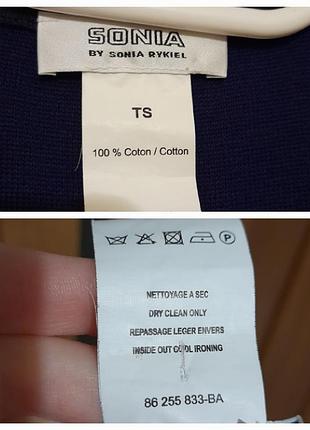 SONIA
BY SONIA RYKIEL
TS
100 % Coton / Cotton
P
NETTOYAGE A SEC
DRY CLEAN ONLY
REPASSAGE LEGER ENVERS
INSIDE OUT COOL IRONING
86 255 833-BA